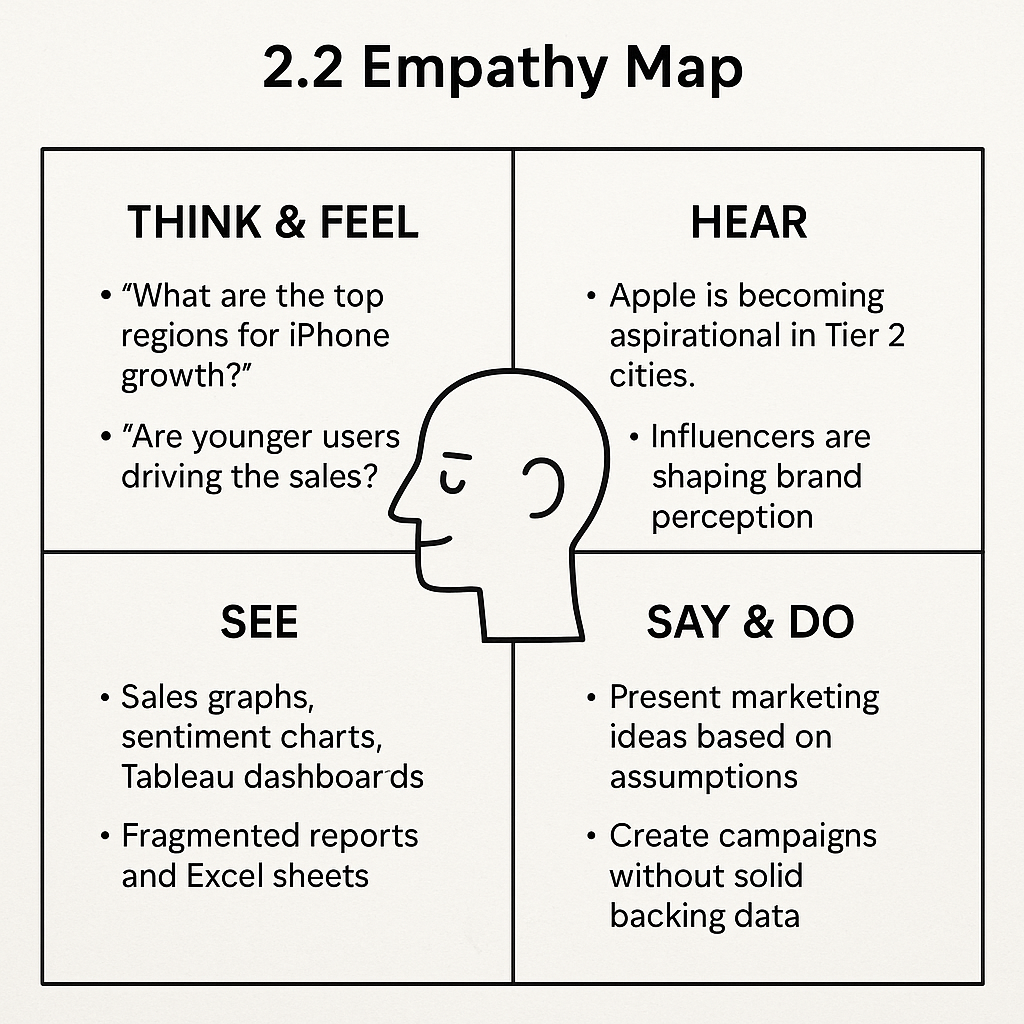 2.2 Empathy Map
THINK & FEEL
• “What are the top
regions for iPhone
growth?”
• “Are younger users
driving the sales?
HEAR
• Apple is becoming
aspirational in Tier 2
cities.
• Influencers are
shaping brand
perception
SEE
• Sales graphs,
sentiment charts,
Tableau dashboards
• Fragmented reports
and Excel sheets
SAY & DO
• Present marketing
ideas based on
assumptions
• Create campaigns
without solid
backing data